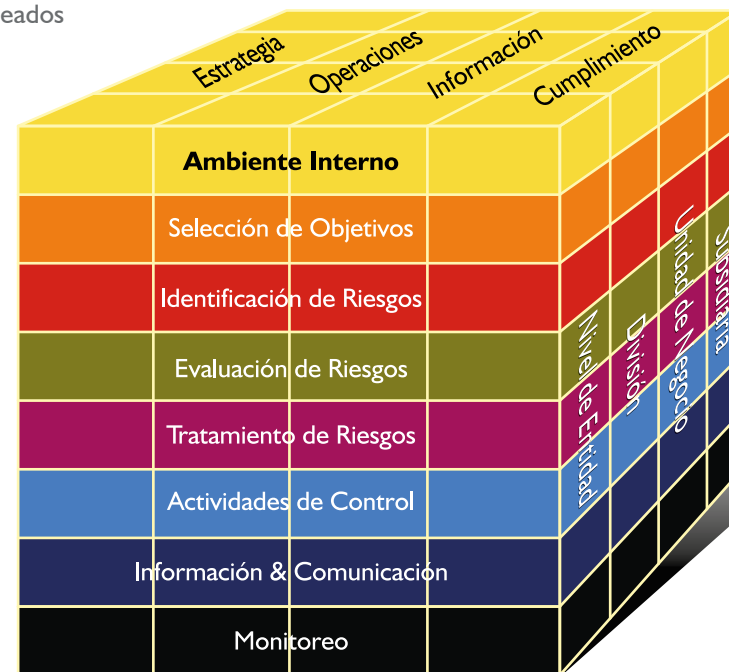 eados
Estrategia
Operaciones
Información
Cumplimiento
Ambiente Interno
Selección de Objetivos
Identificación de Riesgos
Evaluación de Riesgos
Tratamiento de Riesgos
Actividades de Control
Información & Comunicación
Monitoreo
Nivel de Entidad
División
Unidad de Negocio
Subsidiaria